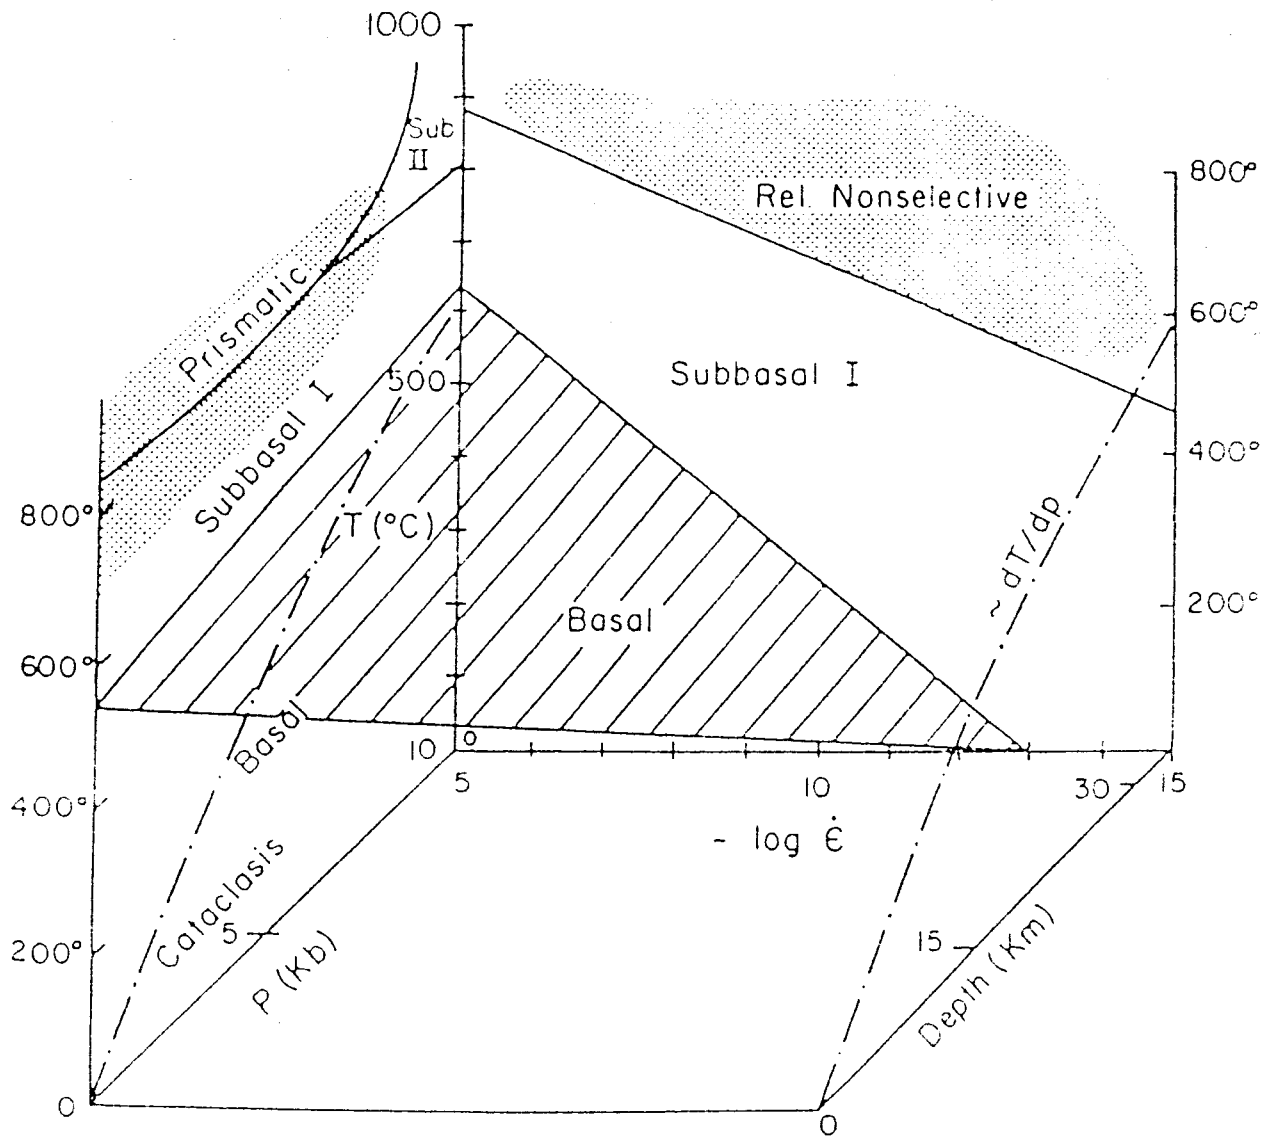 1000
Sub
II
800°
Rel. Nonselective
600°
Prismatic
Subbasal I
500
Subbasal I
400°
800°
T (°C)
~ dT/dp
200°
Basal
600°
Basal
10
0
5
10
30
15
400°
- log ε̇
Cataclasis
5
200°
P (Kb)
15
Depth (Km)
0
0